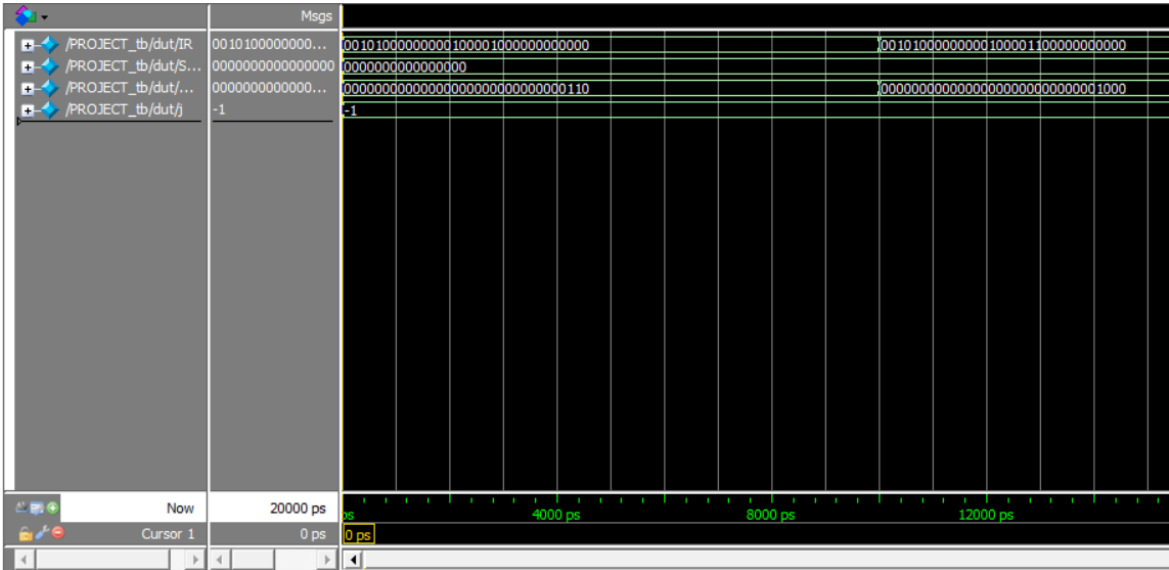 Msgs
/PROJECT_tb/dut/IR 0010100000000... 00101000000000100001000000000000 00101000000000100001100000000000
/PROJECT_tb/dut/S... 0000000000000000 0000000000000000
/PROJECT_tb/dut/... 0000000000000... 00000000000000000000000000000110 00000000000000000000000000001000
/PROJECT_tb/dut/j -1 -1
Now 20000 ps ps 4000 ps 8000 ps 12000 ps
Cursor 1 0 ps 0 ps